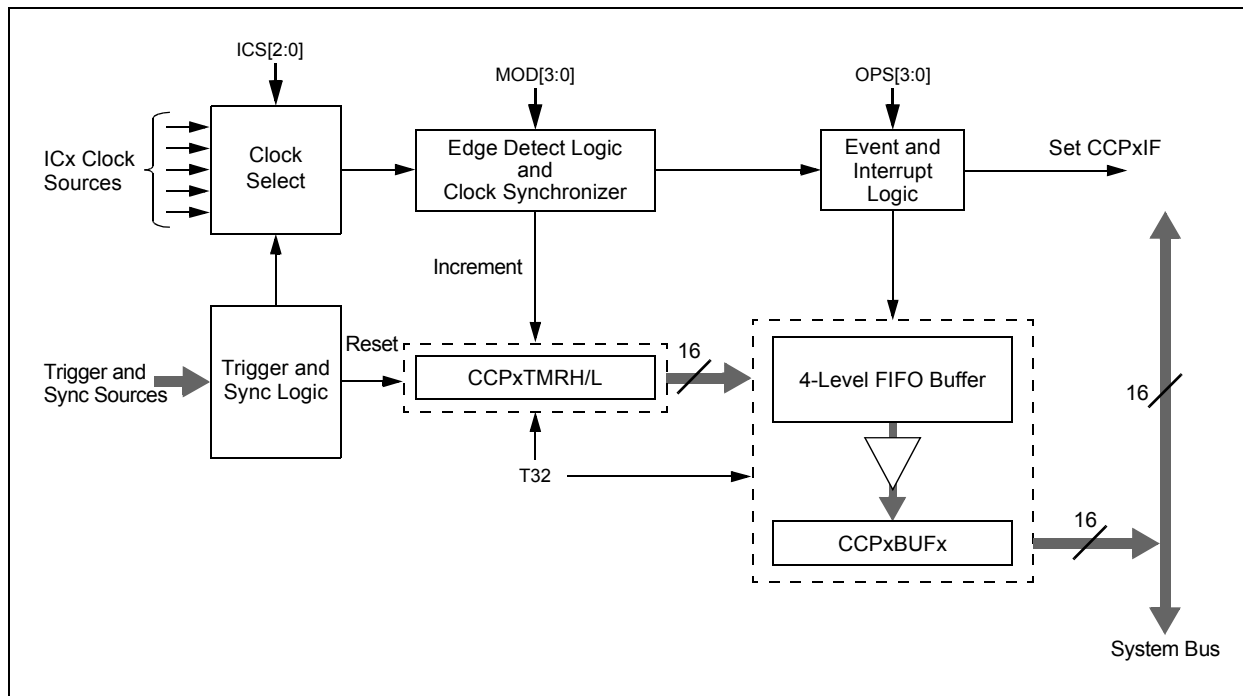 ICS[2:0]
MOD[3:0]
OPS[3:0]
ICx Clock
Sources
Clock
Select
Edge Detect Logic
and
Clock Synchronizer
Event and
Interrupt
Logic
Set CCPxIF
Increment
Trigger and
Sync Sources
Trigger and
Sync Logic
Reset
CCPxTMRH/L
16
4-Level FIFO Buffer
16
T32
CCPxBUFx
16
System Bus